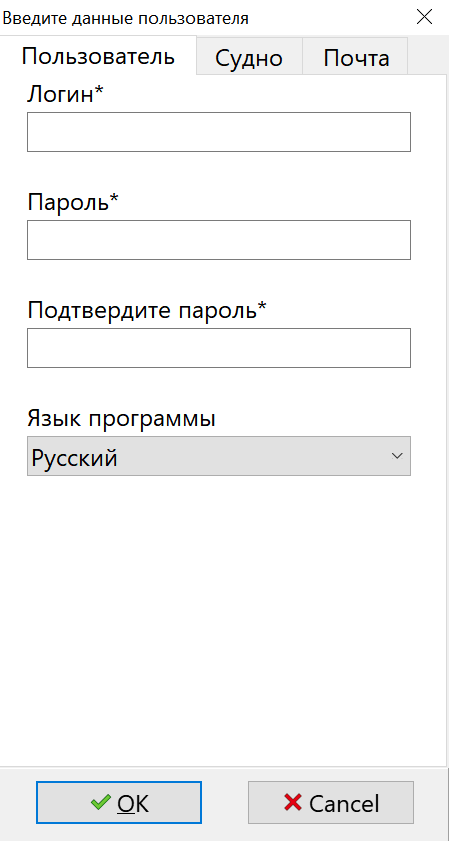 Введите данные пользователя
Пользователь Судно Почта
Логин*
Пароль*
Подтвердите пароль*
Язык программы
Русский
OK Cancel